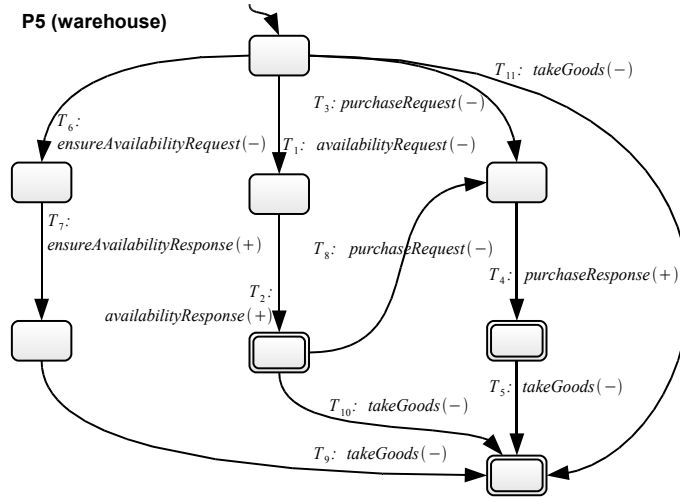 P5 (warehouse)
T11: takeGoods(−)
T3: purchaseRequest(−)
T6:
ensureAvailabilityRequest(−)
T1: availabilityRequest(−)
T7:
ensureAvailabilityResponse(+)
T8: purchaseRequest(−)
T4: purchaseResponse(+)
T2:
availabilityResponse(+)
T5: takeGoods(−)
T10: takeGoods(−)
T9: takeGoods(−)